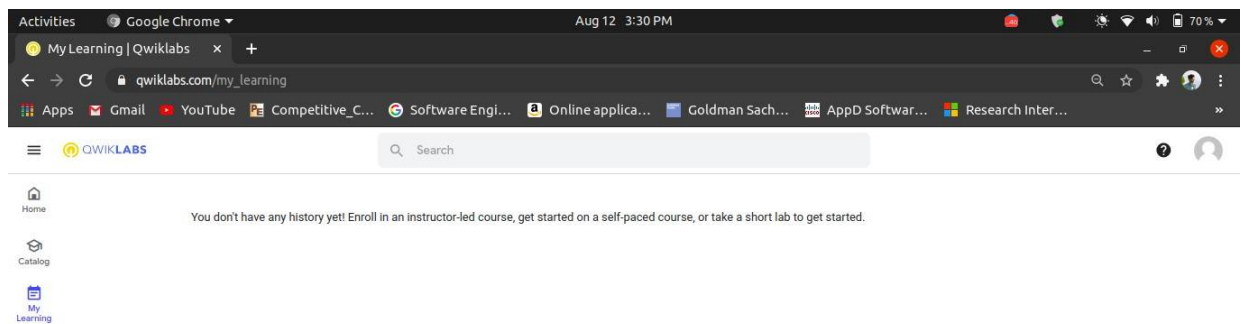 Activities Google Chrome Aug 12 3:30 PM 70 %
My Learning | Qwiklabs
qwiklabs.com/my_learning
Apps Gmail YouTube Competitive_C... Software Engi... Online applica... Goldman Sach... AppD Softwar... Research Inter... »
QWIKLABS Search
Home
You don't have any history yet! Enroll in an instructor-led course, get started on a self-paced course, or take a short lab to get started.
Catalog
My
Learning